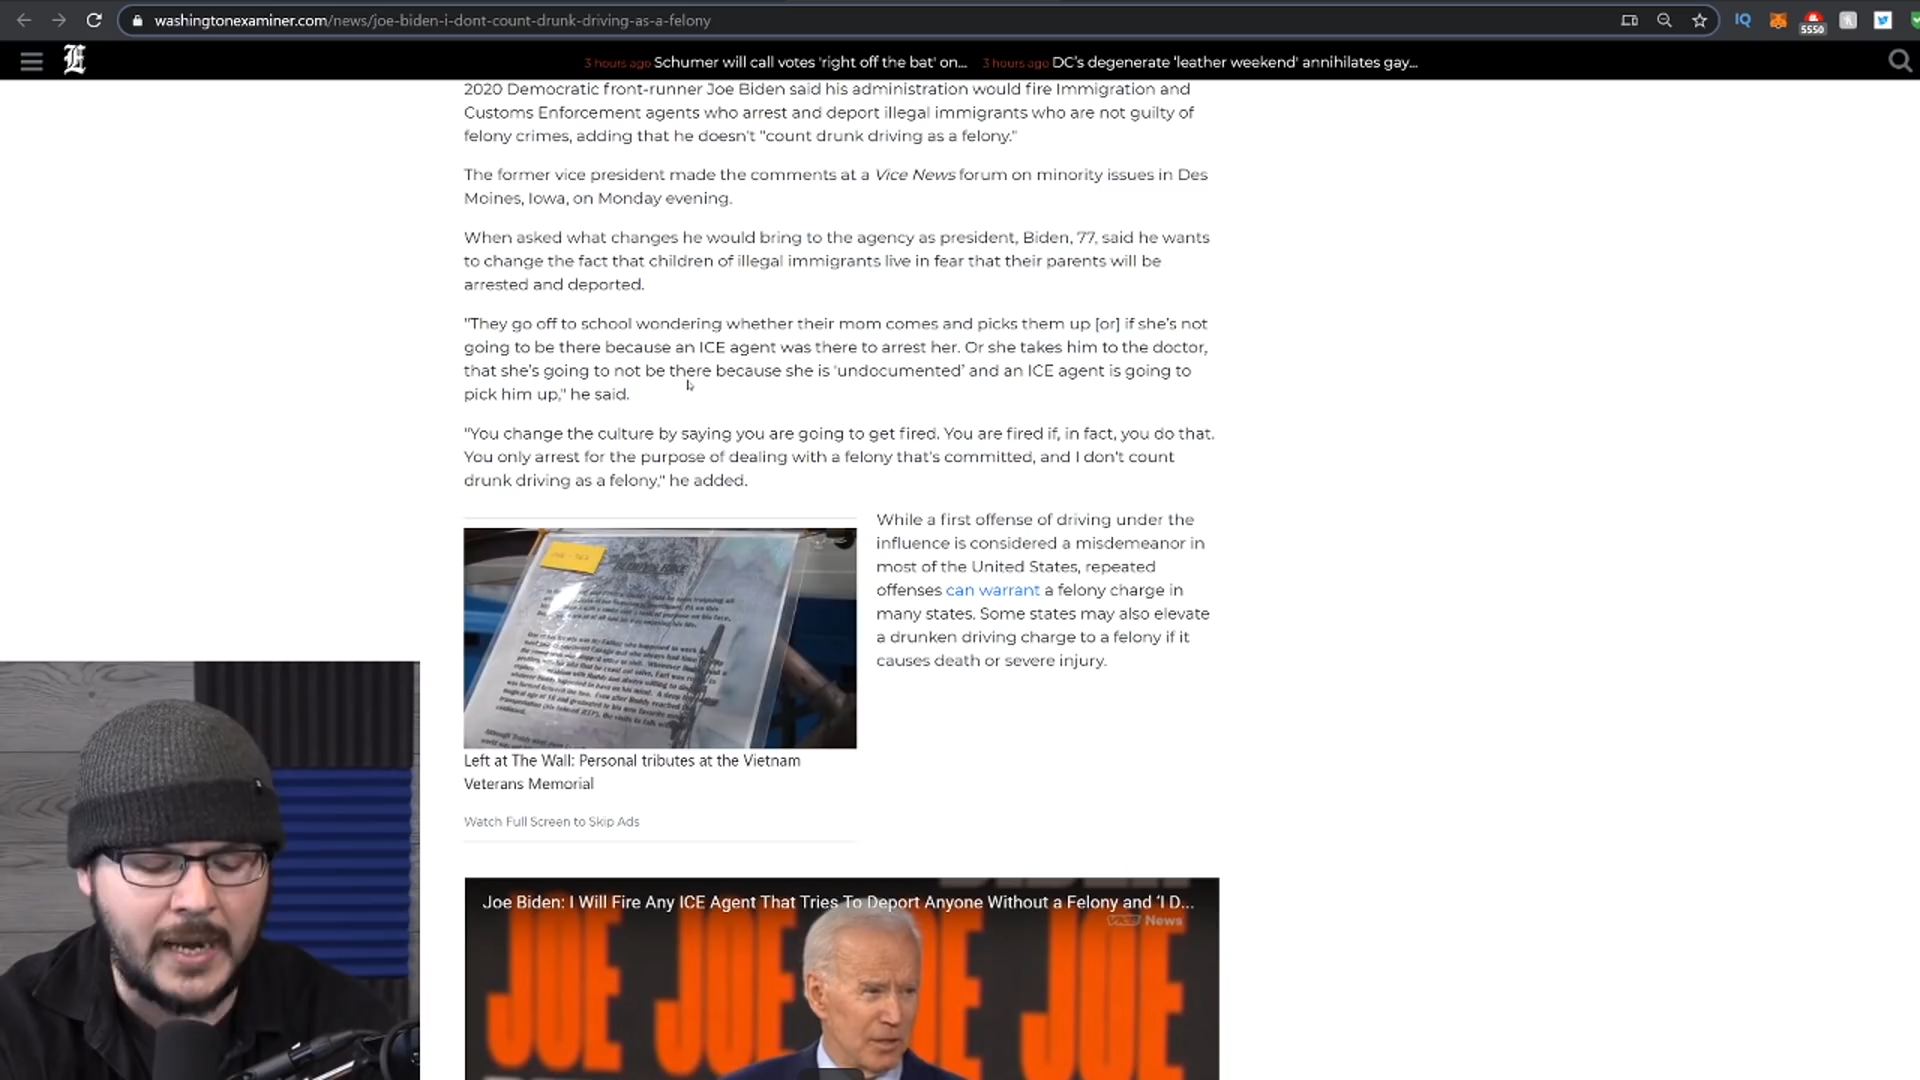 washingtonexaminer.com/news/joe-biden-i-dont-count-drunk-driving-as-a-felony
IQ
5550
E
3 hours ago Schumer will call votes 'right off the bat' on... 3 hours ago DC's degenerate 'leather weekend' annihilates gay...
2020 Democratic front-runner Joe Biden said his administration would fire Immigration and
Customs Enforcement agents who arrest and deport illegal immigrants who are not guilty of
felony crimes, adding that he doesn't "count drunk driving as a felony."
The former vice president made the comments at a Vice News forum on minority issues in Des
Moines, Iowa, on Monday evening.
When asked what changes he would bring to the agency as president, Biden, 77, said he wants
to change the fact that children of illegal immigrants live in fear that their parents will be
arrested and deported.
"They go off to school wondering whether their mom comes and picks them up [or] if she's not
going to be there because an ICE agent was there to arrest her. Or she takes him to the doctor,
that she's going to not be there because she is 'undocumented' and an ICE agent is going to
pick him up," he said.
"You change the culture by saying you are going to get fired. You are fired if, in fact, you do that.
You only arrest for the purpose of dealing with a felony that's committed, and I don't count
drunk driving as a felony," he added.
While a first offense of driving under the
influence is considered a misdemeanor in
most of the United States, repeated
offenses can warrant a felony charge in
many states. Some states may also elevate
a drunken driving charge to a felony if it
causes death or severe injury.
Left at The Wall: Personal tributes at the Vietnam
Veterans Memorial
Watch Full Screen to Skip Ads
Joe Biden: I Will Fire Any ICE Agent That Tries To Deport Anyone Without a Felony and 'I D...
VICE News
JOE JOE JOE JOE